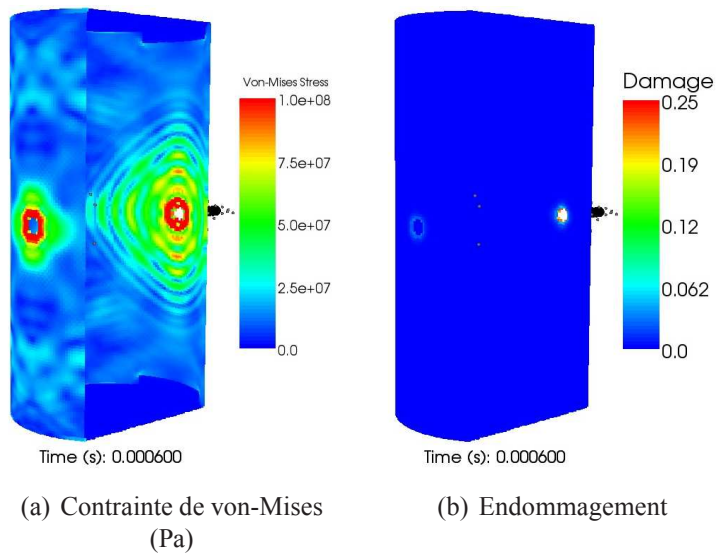 Von-Mises Stress
1.0e+08
7.5e+07
5.0e+07
2.5e+07
0.0
Time (s): 0.000600
(a) Contrainte de von-Mises
(Pa)
Damage
0.25
0.19
0.12
0.062
0.0
Time (s): 0.000600
(b) Endommagement